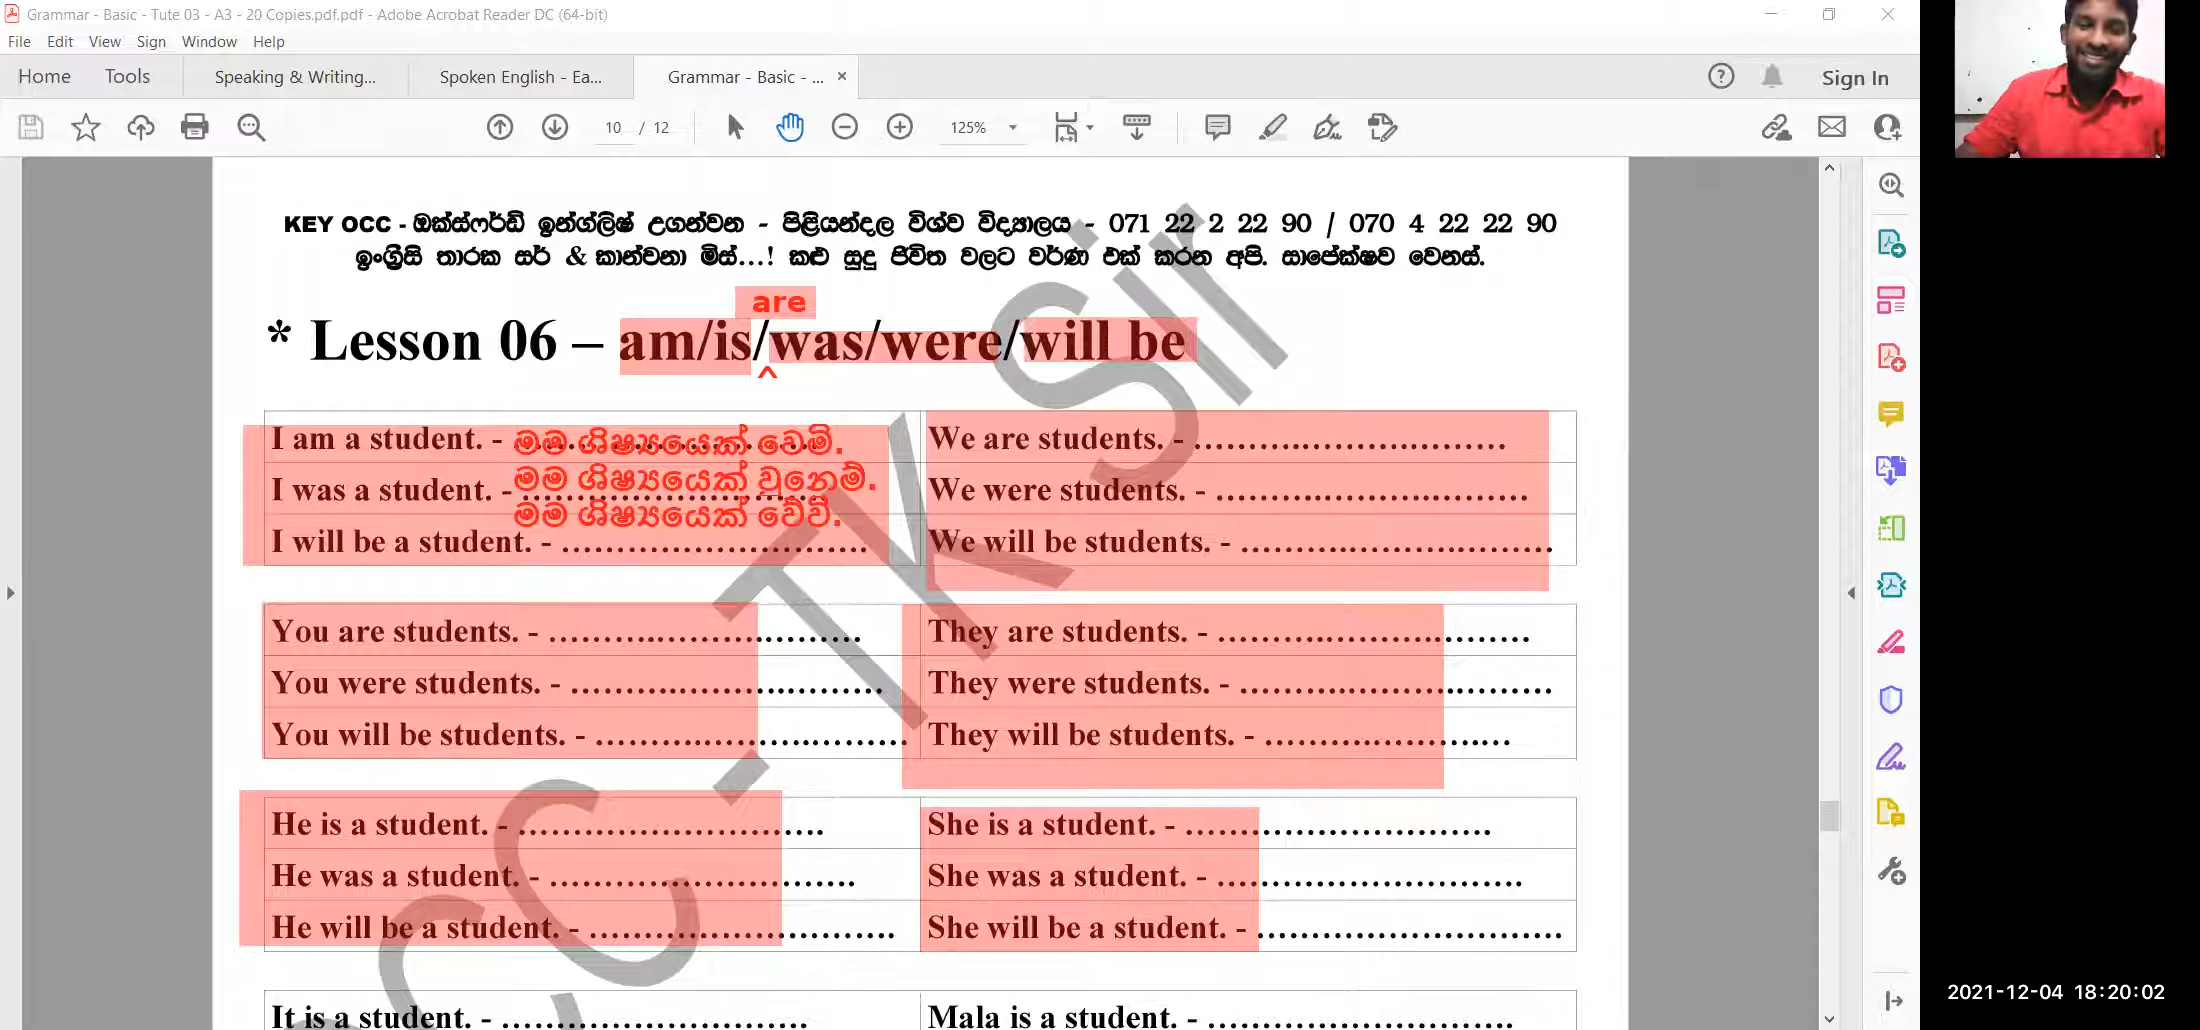 Grammar - Basic - Tute 03 - A3 - 20 Copies.pdf.pdf - Adobe Acrobat Reader DC (64-bit)
File Edit View Sign Window Help
Home Tools Speaking & Writing... Spoken English - Ea... Grammar - Basic - ... × Sign In
10 / 12 125%
KEY OCC - ඔක්ස්ෆර්ඩ් ඉන්ග්ලිෂ් උගන්වන - පිළියන්දල විශ්ව විද්‍යාලය - 071 22 2 22 90 / 070 4 22 22 90
ඉංග්‍රීසි තාරක සර් & කාන්චනා මිස්...! කළු සුදු ජීවිත වලට වර්ණ එක් කරන අපි. සාපේක්ෂව වෙනස්.
are
* Lesson 06 – am/is/was/were/will be
^
I am a student. - මම ශිෂ්‍යයෙක් වෙමි.
I was a student. - මම ශිෂ්‍යයෙක් වුනෙමි.
මම ශිෂ්‍යයෙක් වේවි.
I will be a student. - ..............................
We are students. - ..............................
We were students. - ..............................
We will be students. - ..............................
You are students. - ..............................
You were students. - ..............................
You will be students. - ..............................
They are students. - ..............................
They were students. - ..............................
They will be students. - ..............................
He is a student. - ..............................
He was a student. - ..............................
He will be a student. - ..............................
She is a student. - ..............................
She was a student. - ..............................
She will be a student. - ..............................
It is a student. - ..............................
Mala is a student. - ..............................
CC - TK Sir
2021-12-04 18:20:02